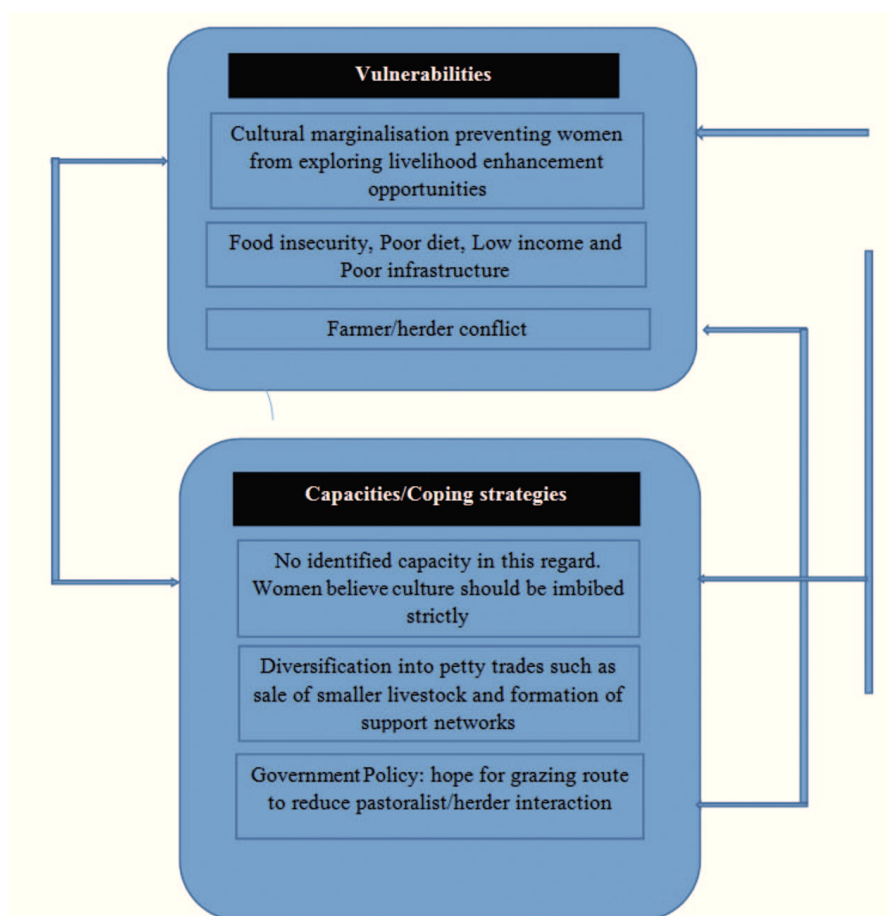 Vulnerabilities
Cultural marginalisation preventing women
from exploring livelihood enhancement
opportunities
Food insecurity, Poor diet, Low income and
Poor infrastructure
Farmer/herder conflict
Capacities/Coping strategies
No identified capacity in this regard.
Women believe culture should be imbibed
strictly
Diversification into petty trades such as
sale of smaller livestock and formation of
support networks
Government Policy: hope for grazing route
to reduce pastoralist/herder interaction